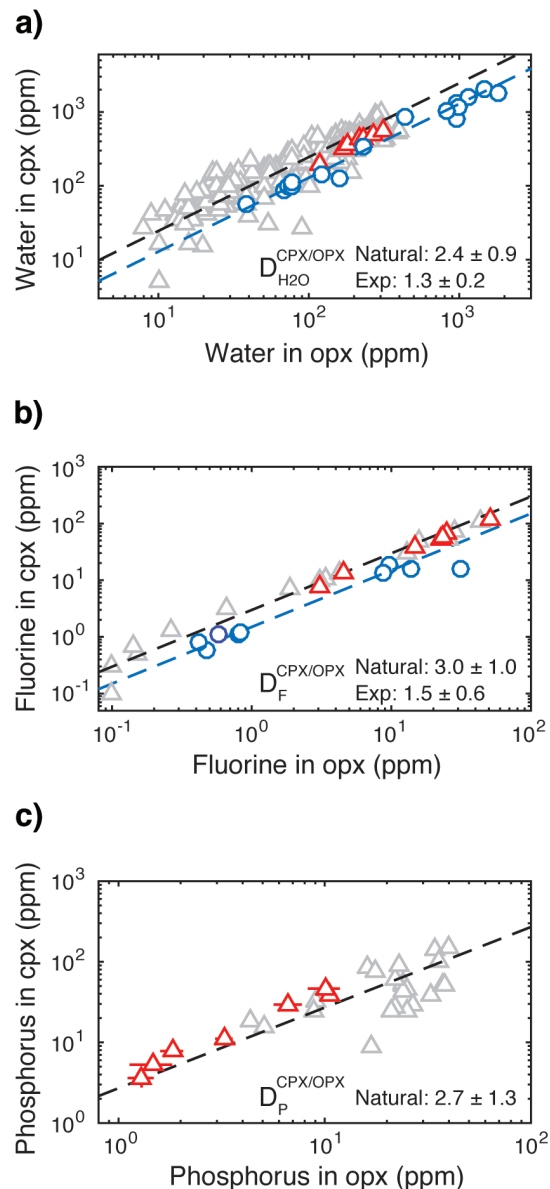 a)
Water in cpx (ppm)
10³
10²
10¹
D CPX/OPX H2O
Natural: 2.4 ± 0.9
Exp: 1.3 ± 0.2
10¹ 10² 10³
Water in opx (ppm)
b)
Fluorine in cpx (ppm)
10³
10²
10¹
10⁰
10⁻¹
D CPX/OPX F
Natural: 3.0 ± 1.0
Exp: 1.5 ± 0.6
10⁻¹ 10⁰ 10¹ 10²
Fluorine in opx (ppm)
c)
Phosphorus in cpx (ppm)
10³
10²
10¹
10⁰
D CPX/OPX P
Natural: 2.7 ± 1.3
10⁰ 10¹ 10²
Phosphorus in opx (ppm)